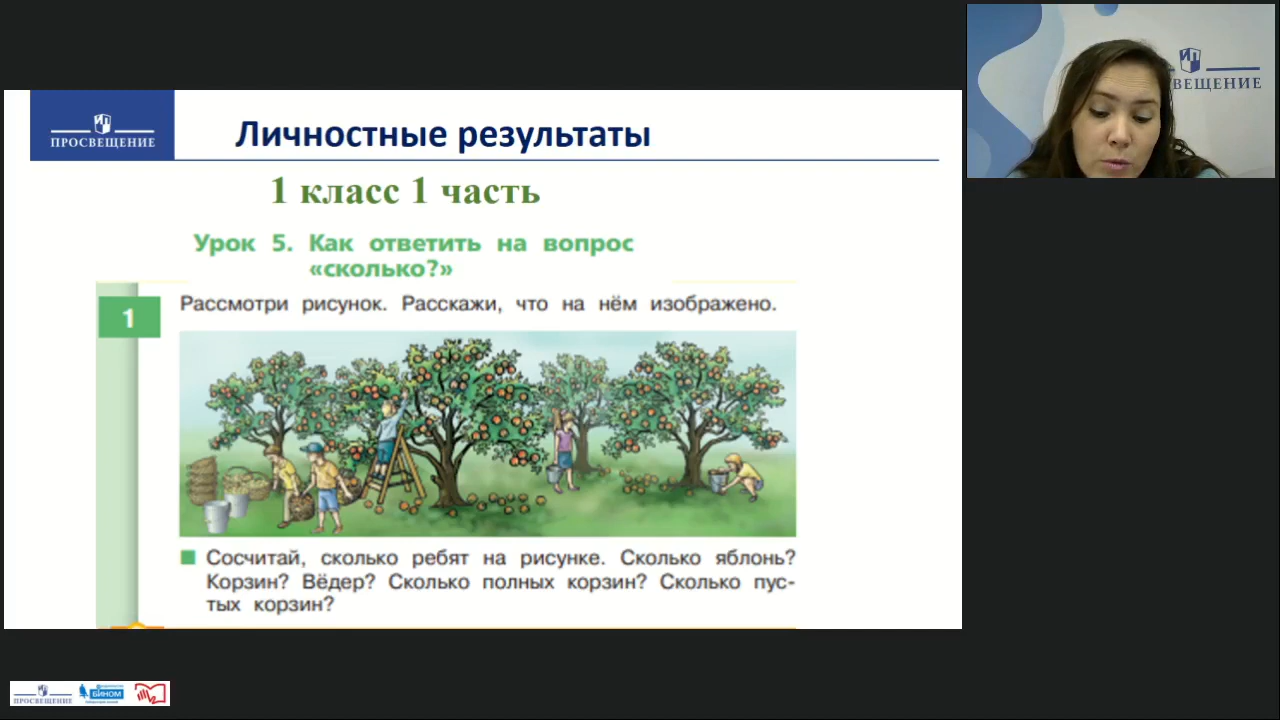 ПРОСВЕЩЕНИЕ
Личностные результаты
1 класс 1 часть
Урок 5. Как ответить на вопрос
«сколько?»
1
Рассмотри рисунок. Расскажи, что на нём изображено.
Сосчитай, сколько ребят на рисунке. Сколько яблонь?
Корзин? Вёдер? Сколько полных корзин? Сколько пус-
тых корзин?
ВЕЩЕНИЕ
ПРОСВЕЩЕНИЕ
БИНОМ